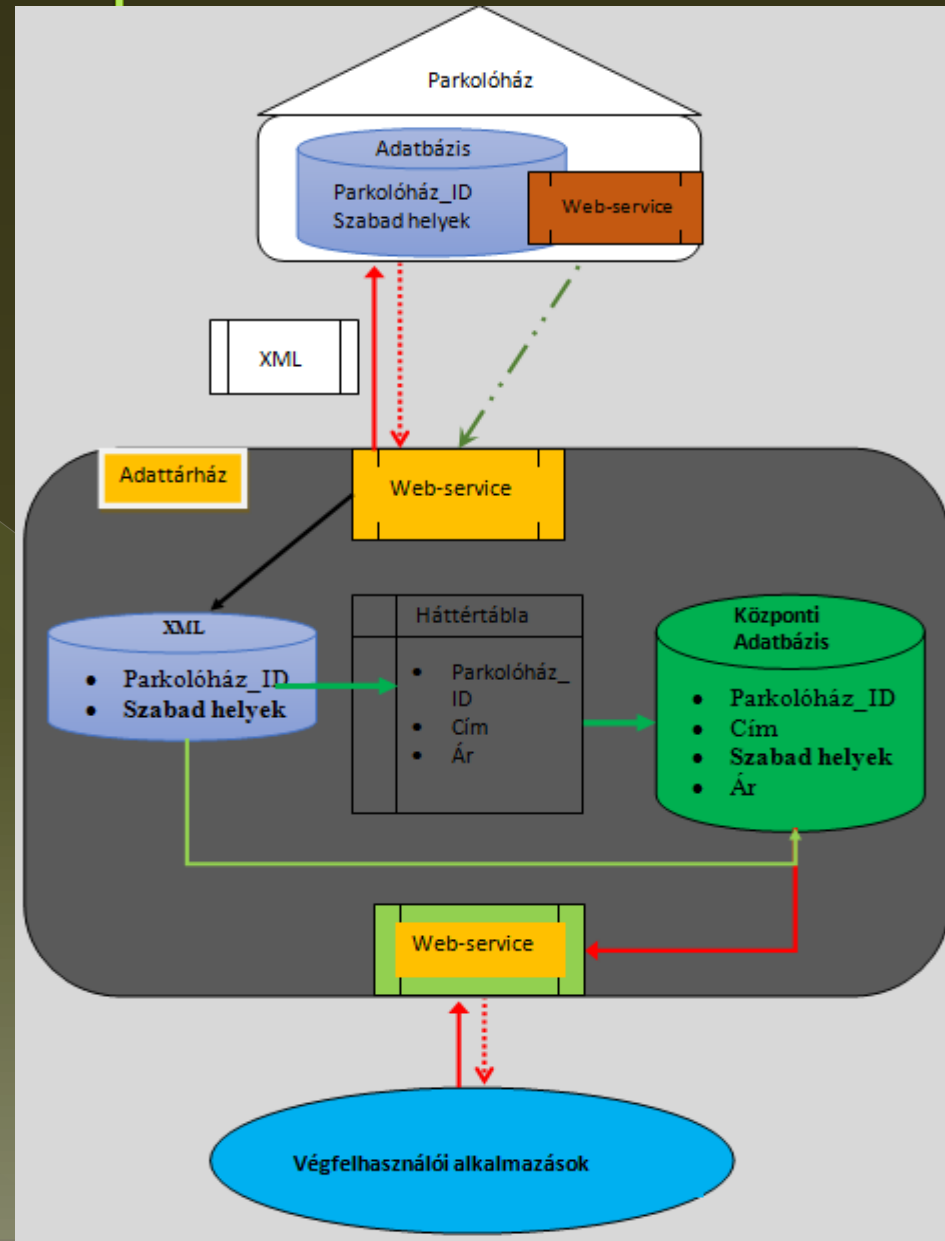 Parkolóház
Adatbázis
Parkolóház_ID
Szabad helyek
Web-service
XML
Adattárház
Web-service
XML
• Parkolóház_ID
• Szabad helyek
Háttértábla
• Parkolóház_
ID
• Cím
• Ár
Központi
Adatbázis
• Parkolóház_ID
• Cím
• Szabad helyek
• Ár
Web-service
Végfelhasználói alkalmazások